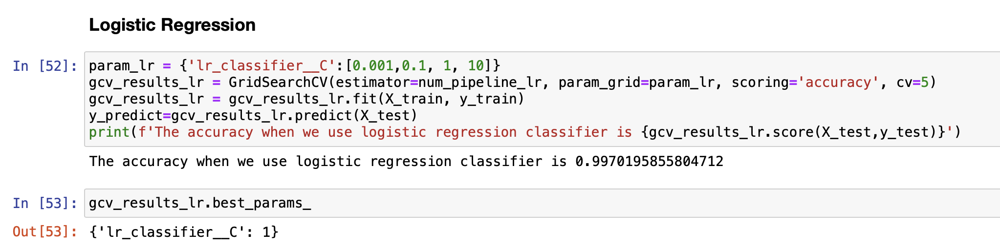 Logistic Regression
In [52]:
param_lr = {'lr_classifier__C':[0.001,0.1, 1, 10]}
gcv_results_lr = GridSearchCV(estimator=num_pipeline_lr, param_grid=param_lr, scoring='accuracy', cv=5)
gcv_results_lr = gcv_results_lr.fit(X_train, y_train)
y_predict=gcv_results_lr.predict(X_test)
print(f'The accuracy when we use logistic regression classifier is {gcv_results_lr.score(X_test,y_test)}')
The accuracy when we use logistic regression classifier is 0.9970195855804712
In [53]:
gcv_results_lr.best_params_
Out[53]:
{'lr_classifier__C': 1}